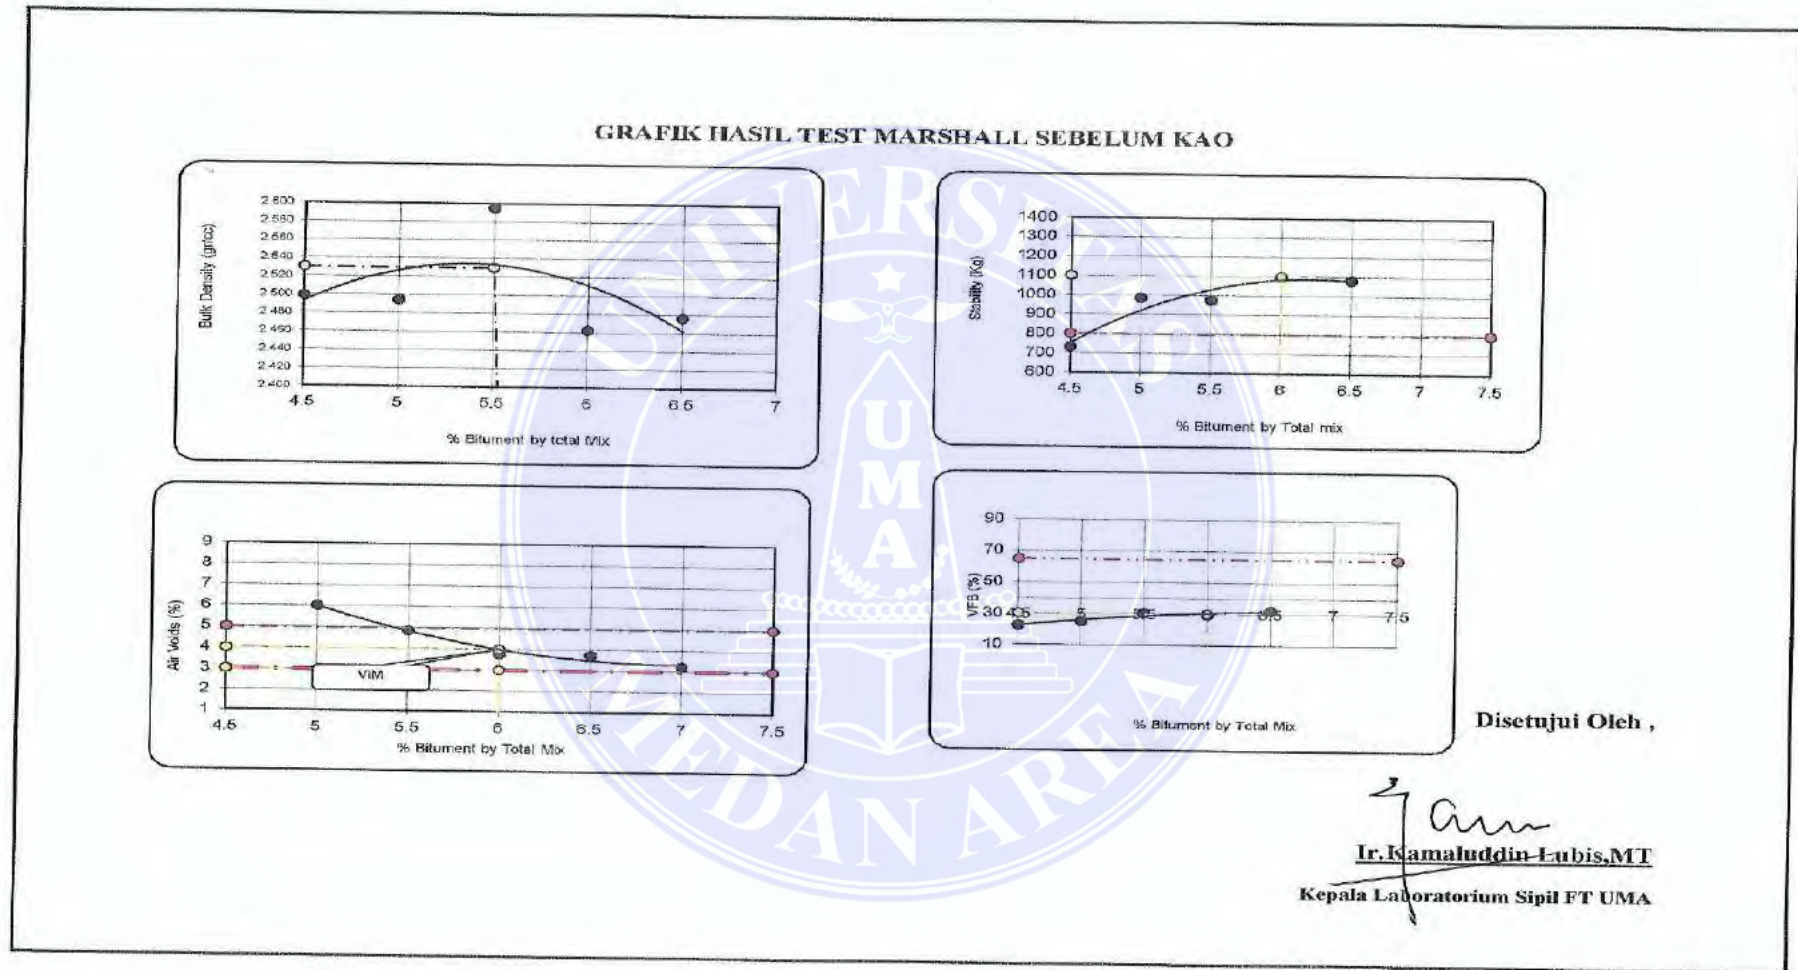 GRAFIK HASIL TEST MARSHALL SEBELUM KAO
Bulk Density (gr/cc)
2.600
2.580
2.560
2.540
2.520
2.500
2.480
2.460
2.440
2.420
2.400
4.5 5 5.5 6 6.5 7
% Bitument by total Mix
Stability (Kg)
1400
1300
1200
1100
1000
900
800
700
600
4.5 5 5.5 6 6.5 7 7.5
% Bitument by Total mix
Air Voids (%)
9
8
7
6
5
4
3
2
1
VIM
4.5 5 5.5 6 6.5 7 7.5
% Bitument by Total Mix
VFB (%)
90
70
50
30
10
4.5 5 5.5 6 6.5 7 7.5
% Bitument by Total Mix
UNIVERSITAS
UMA
MEDAN AREA
Disetujui Oleh ,
Ir.Kamaluddin Lubis,MT
Kepala Laboratorium Sipil FT UMA